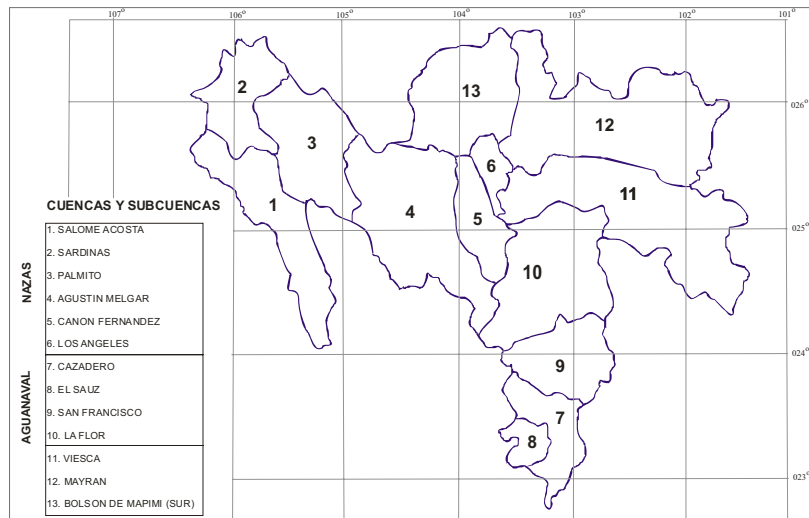 107° 106° 105° 104° 103° 102° 101°
2
13
026°
3
12
6
11
CUENCAS Y SUBCUENCAS
1
4
5
025°
10
NAZAS
1. SALOME ACOSTA
2. SARDINAS
3. PALMITO
4. AGUSTIN MELGAR
5. CANON FERNANDEZ
6. LOS ANGELES
024°
AGUANAVAL
7. CAZADERO
8. EL SAUZ
9. SAN FRANCISCO
10. LA FLOR
9
7
8
11. VIESCA
12. MAYRAN
13. BOLSON DE MAPIMI (SUR)
023°